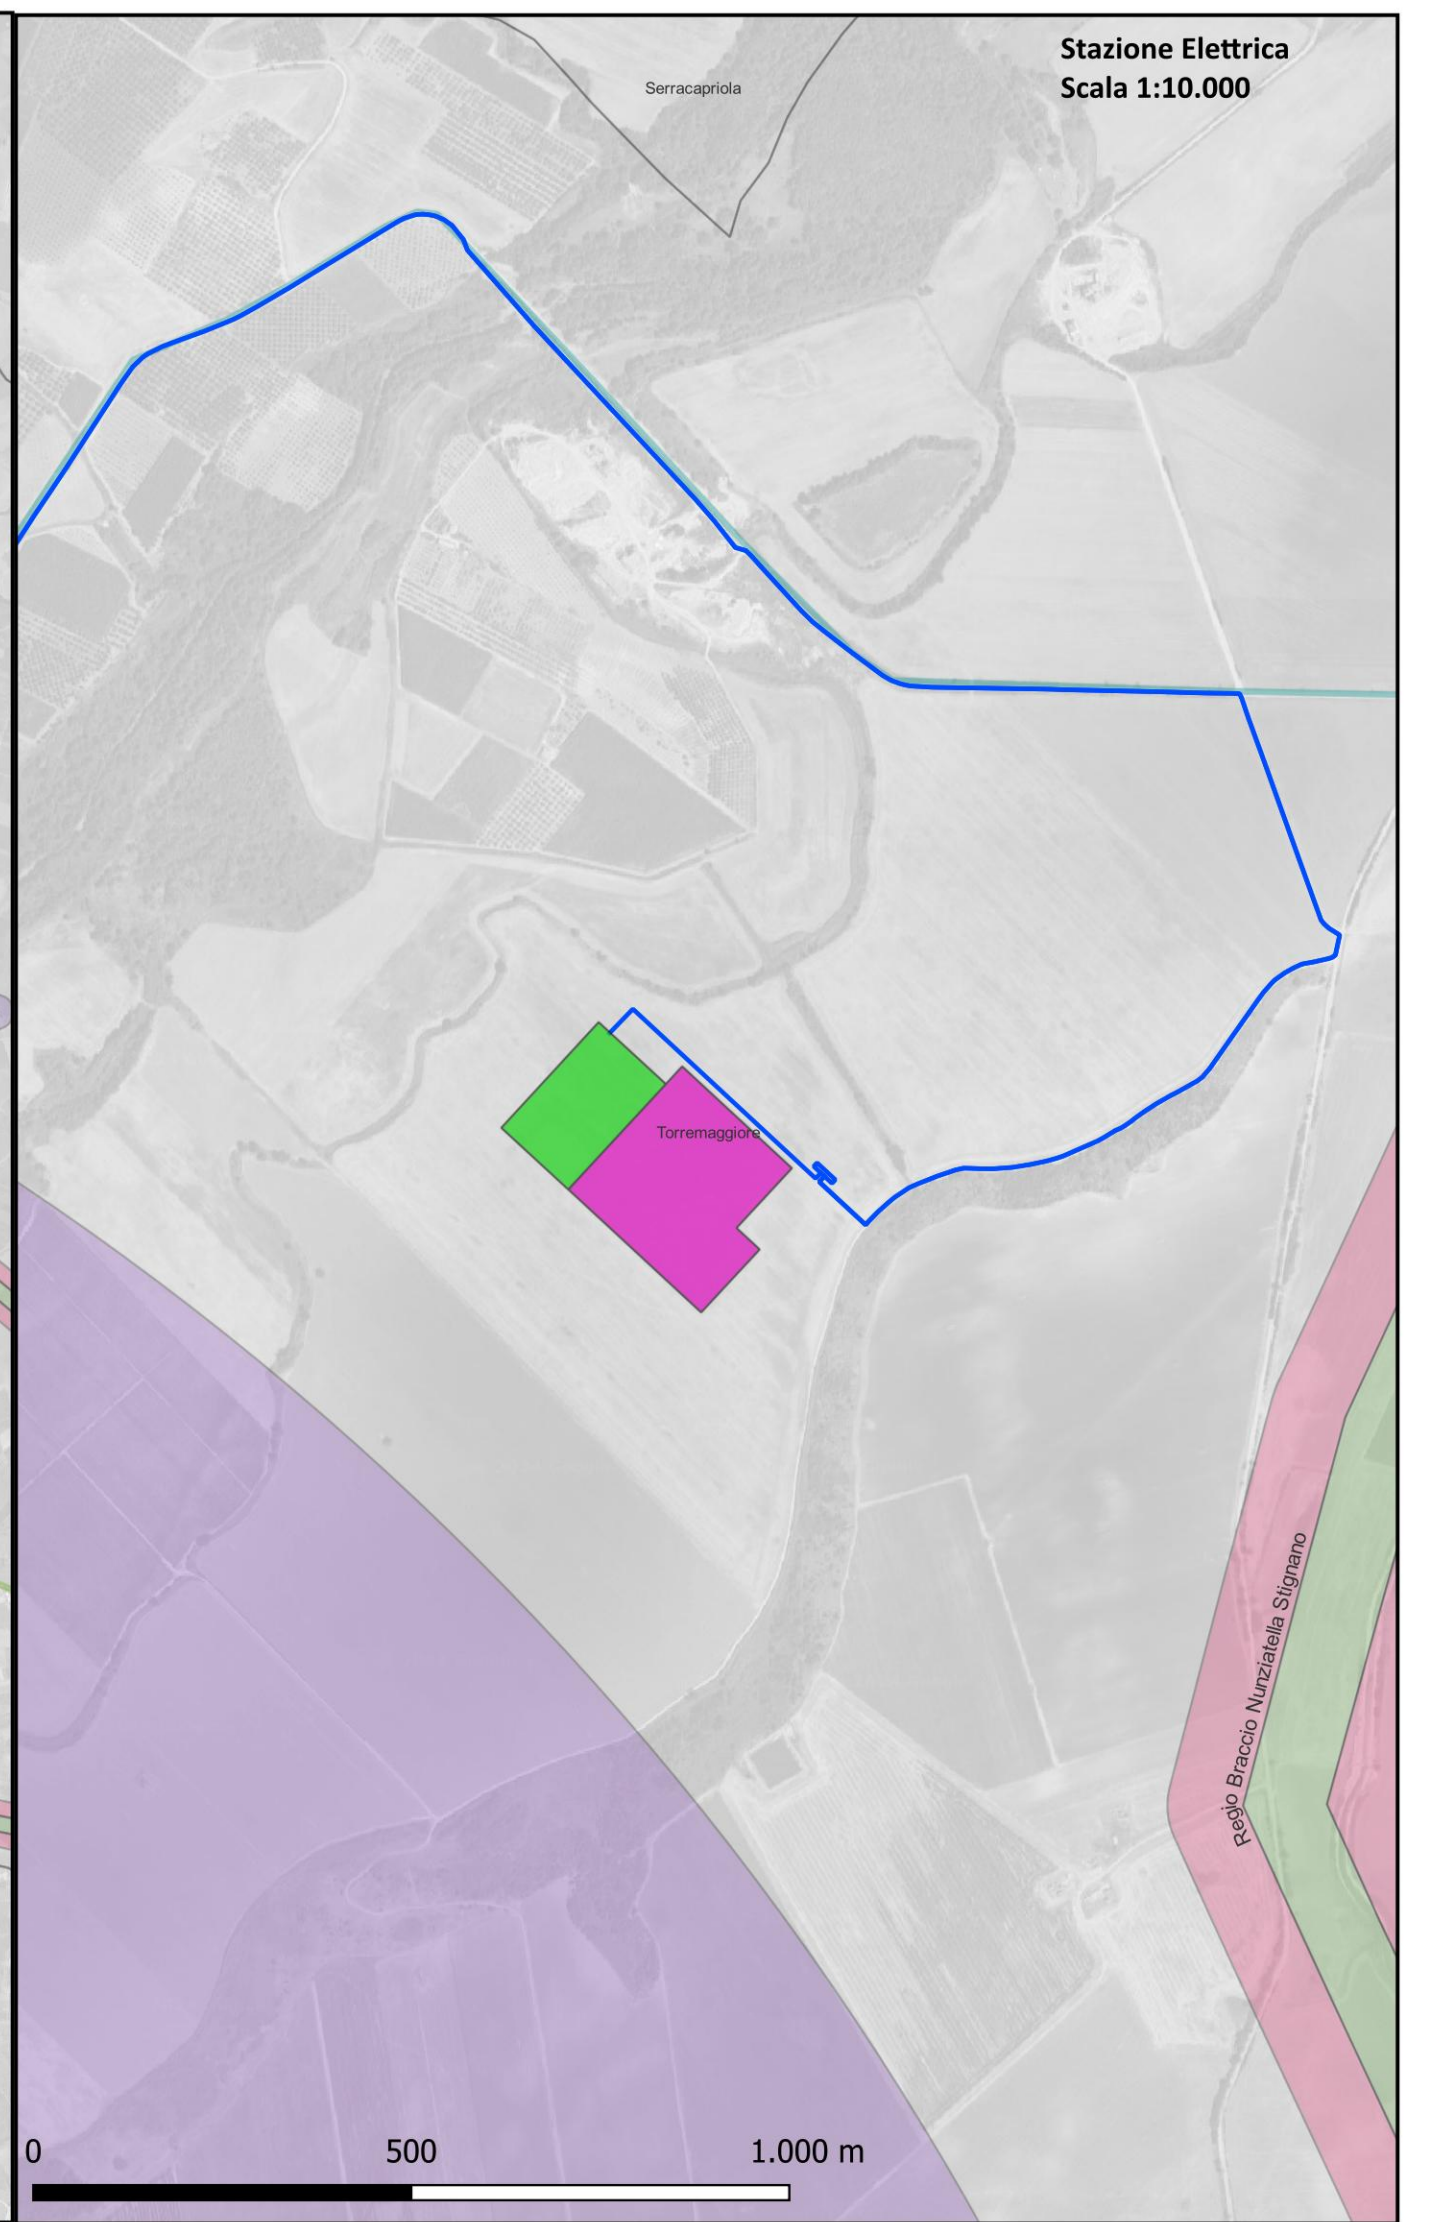 Stazione Elettrica
Scala 1:10.000
Serracapriola
Torremaggiore
Regio Braccio Nunziatella Stignano
0 500 1.000 m